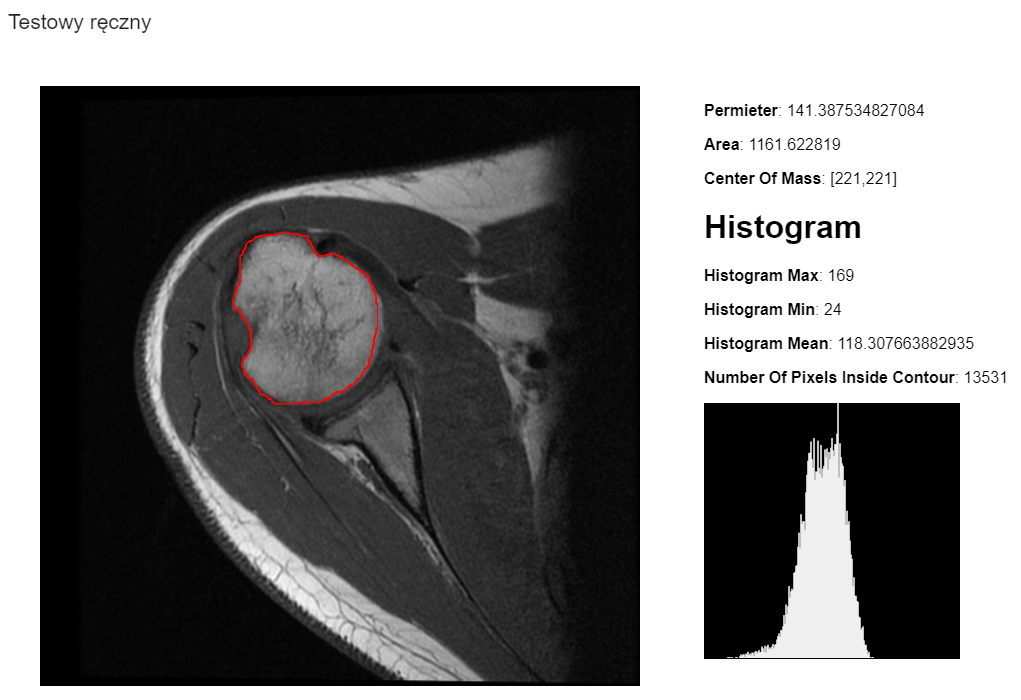 Testowy ręczny
Permieter: 141.387534827084
Area: 1161.622819
Center Of Mass: [221,221]
Histogram
Histogram Max: 169
Histogram Min: 24
Histogram Mean: 118.307663882935
Number Of Pixels Inside Contour: 13531